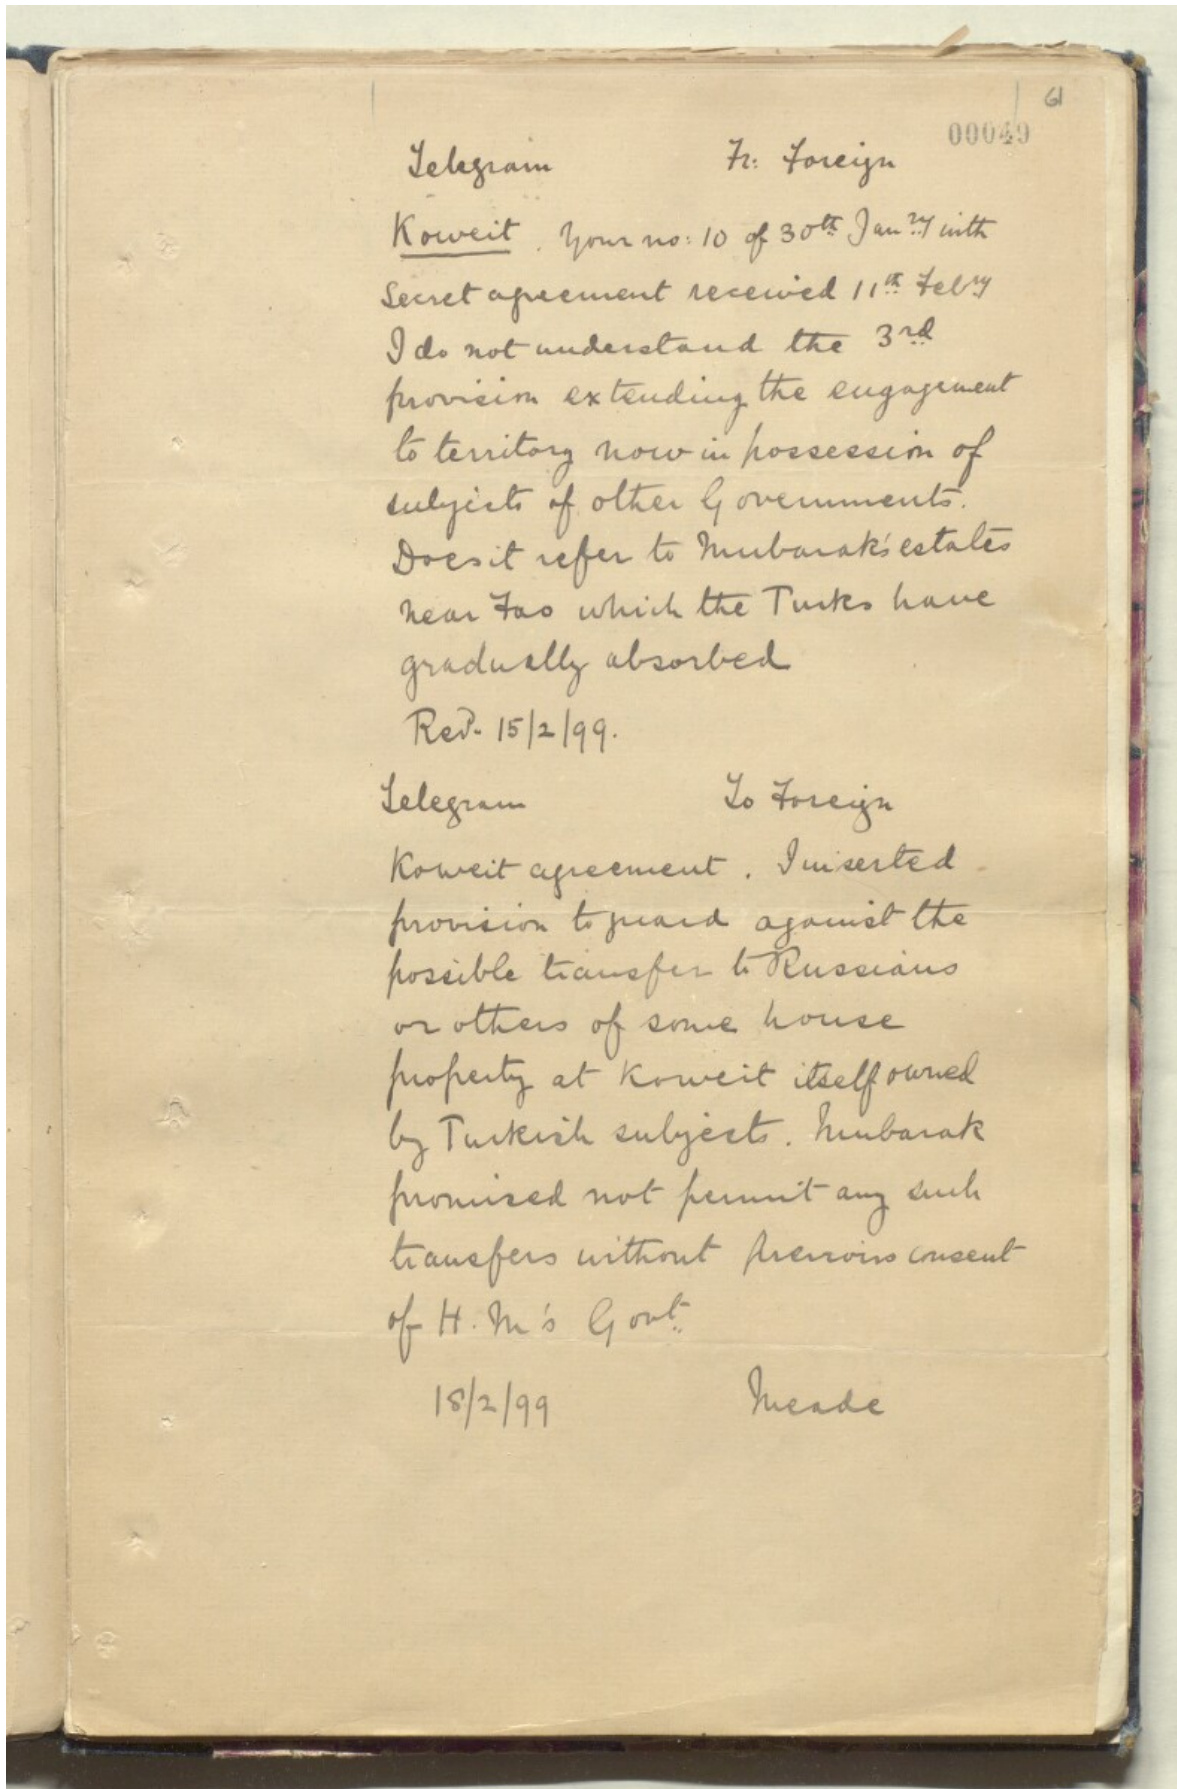 61
00049
Telegram Fr: Foreign
Koweit. Your no: 10 of 30th Janry with
Secret agreement received 11th Febry
I do not understand the 3rd
provision extending the engagement
to territory now in possession of
subjects of other Governments.
Does it refer to Mubarak's estates
near Fao which the Turks have
gradually absorbed
Recd. 15/2/99.
Telegram To Foreign
Koweit agreement. I inserted
provision to guard against the
possible transfer to Russians
or others of some house
property at Koweit itself owned
by Turkish subjects. Mubarak
promised not permit any such
transfers without previous consent
of H.M's Govt.
18/2/99 Meade